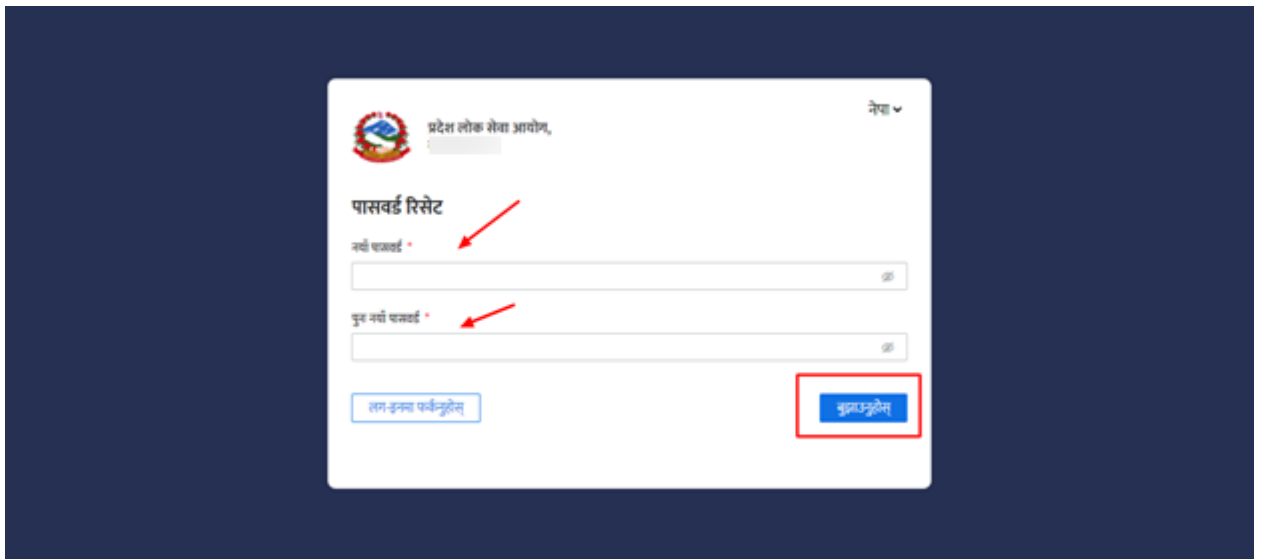 नेपा
प्रदेश लोक सेवा आयोग,
पासवर्ड रिसेट
नयाँ पासवर्ड *
पुनः नयाँ पासवर्ड *
लग-इनमा फर्कनुहोस्
बुझाउनुहोस्